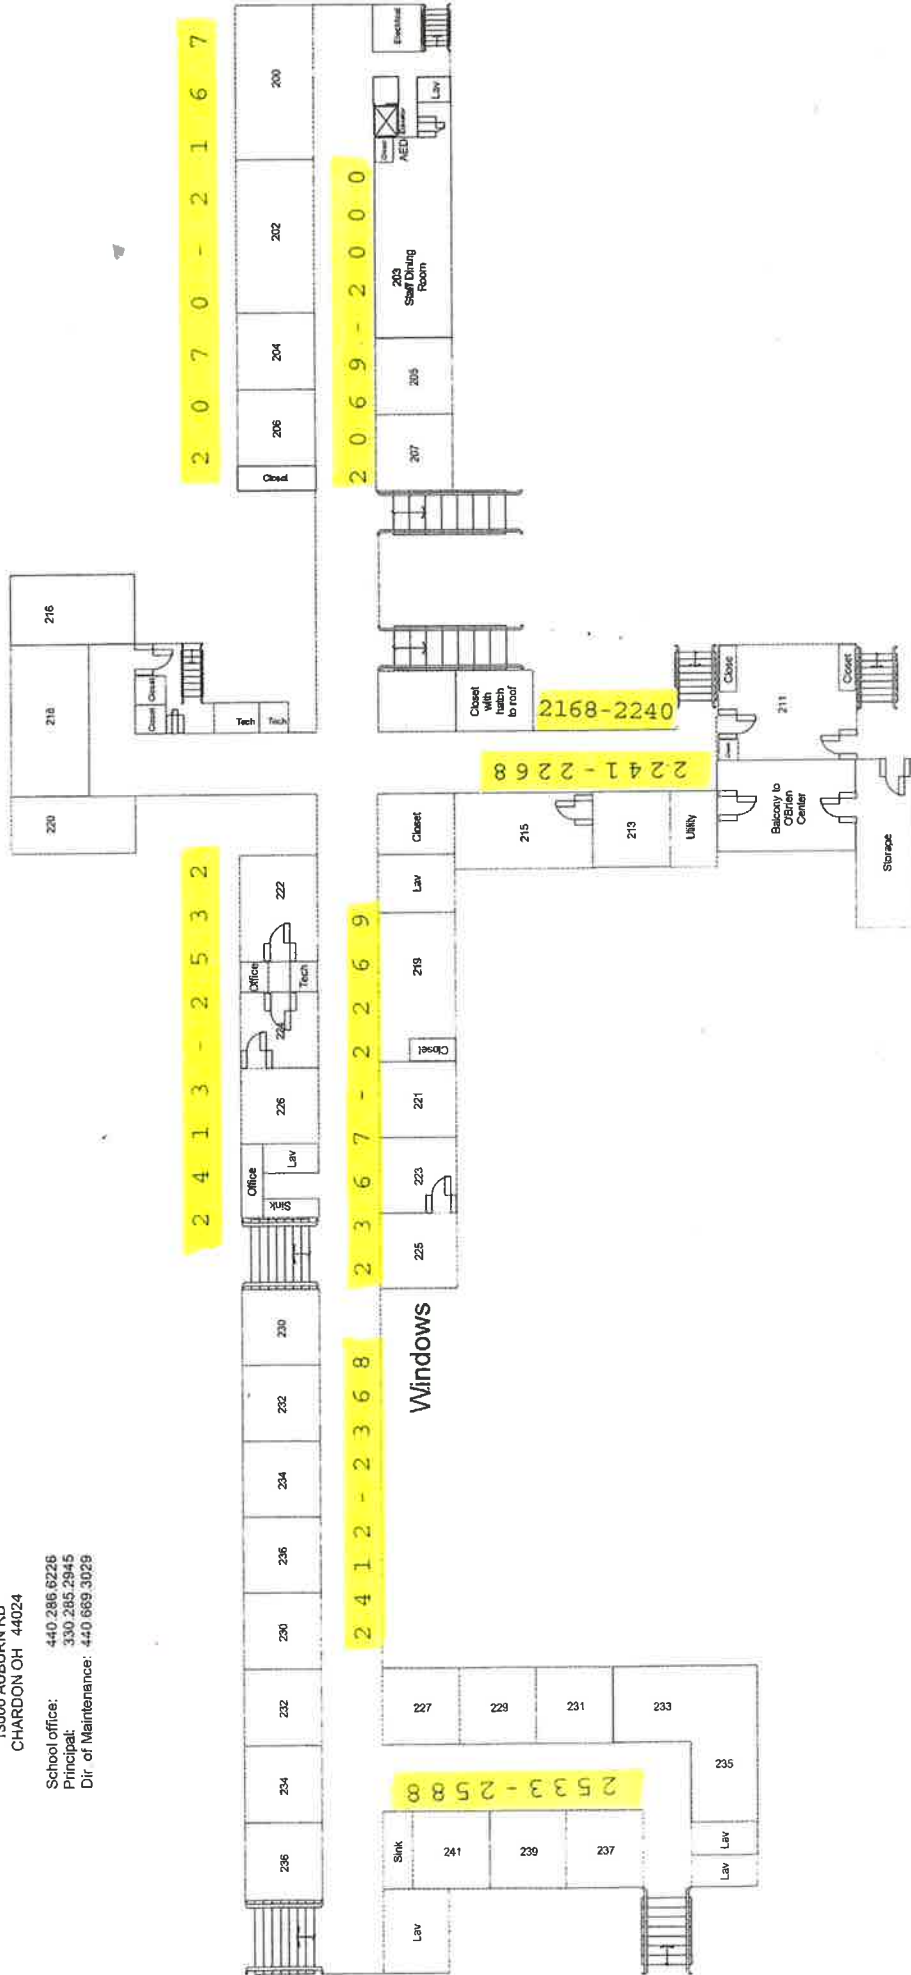 13000 AUBURN RD
CHARDON OH 44024
School office: 440.286.6226
Principal: 330.285.2945
Dir. of Maintenance: 440.669.3029
2070-2167
200
202
204
206
Closet
Electrical
Lav
Elevator
Closet
AED
203
Staff Dining
Room
205
207
2069-2000
216
218
220
Closet
Closet
Tech
Tech
Closet
with
hatch
to roof
2168-2240
2241-2268
Close
Closet
211
Balcony to
O'Brien
Center
Storage
Utility
213
215
Closet
Lav
219
Closet
221
223
225
2367-2269
2413-2532
222
Office
Tech
224
226
Lav
Office
Sink
Windows
230
232
234
236
230
232
234
236
2412-2368
227
229
231
233
235
Lav
Lav
2533-2588
Sink
241
239
237
Lav